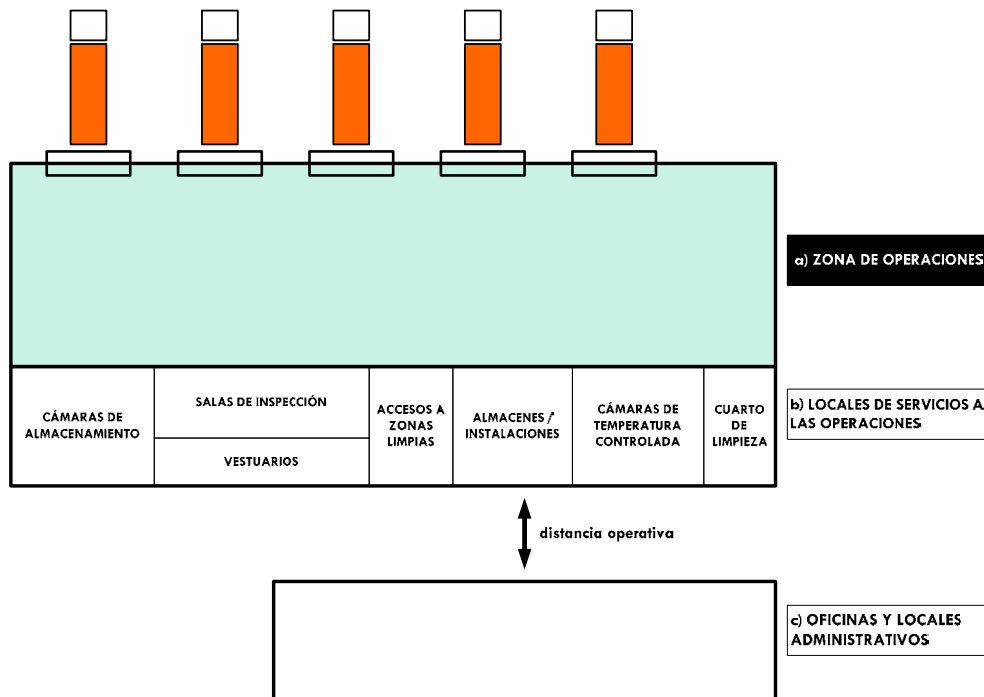 a) ZONA DE OPERACIONES
CÁMARAS DE
ALMACENAMIENTO
SALAS DE INSPECCIÓN
VESTUARIOS
ACCESOS A
ZONAS
LIMPIAS
ALMACENES /
INSTALACIONES
CÁMARAS DE
TEMPERATURA
CONTROLADA
CUARTO
DE
LIMPIEZA
b) LOCALES DE SERVICIOS A
LAS OPERACIONES
distancia operativa
c) OFICINAS Y LOCALES
ADMINISTRATIVOS